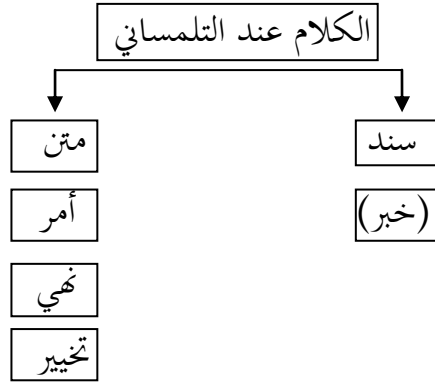 الكلام عند التلمساني
سند
متن
(خبر)
أمر
نهي
تخيير